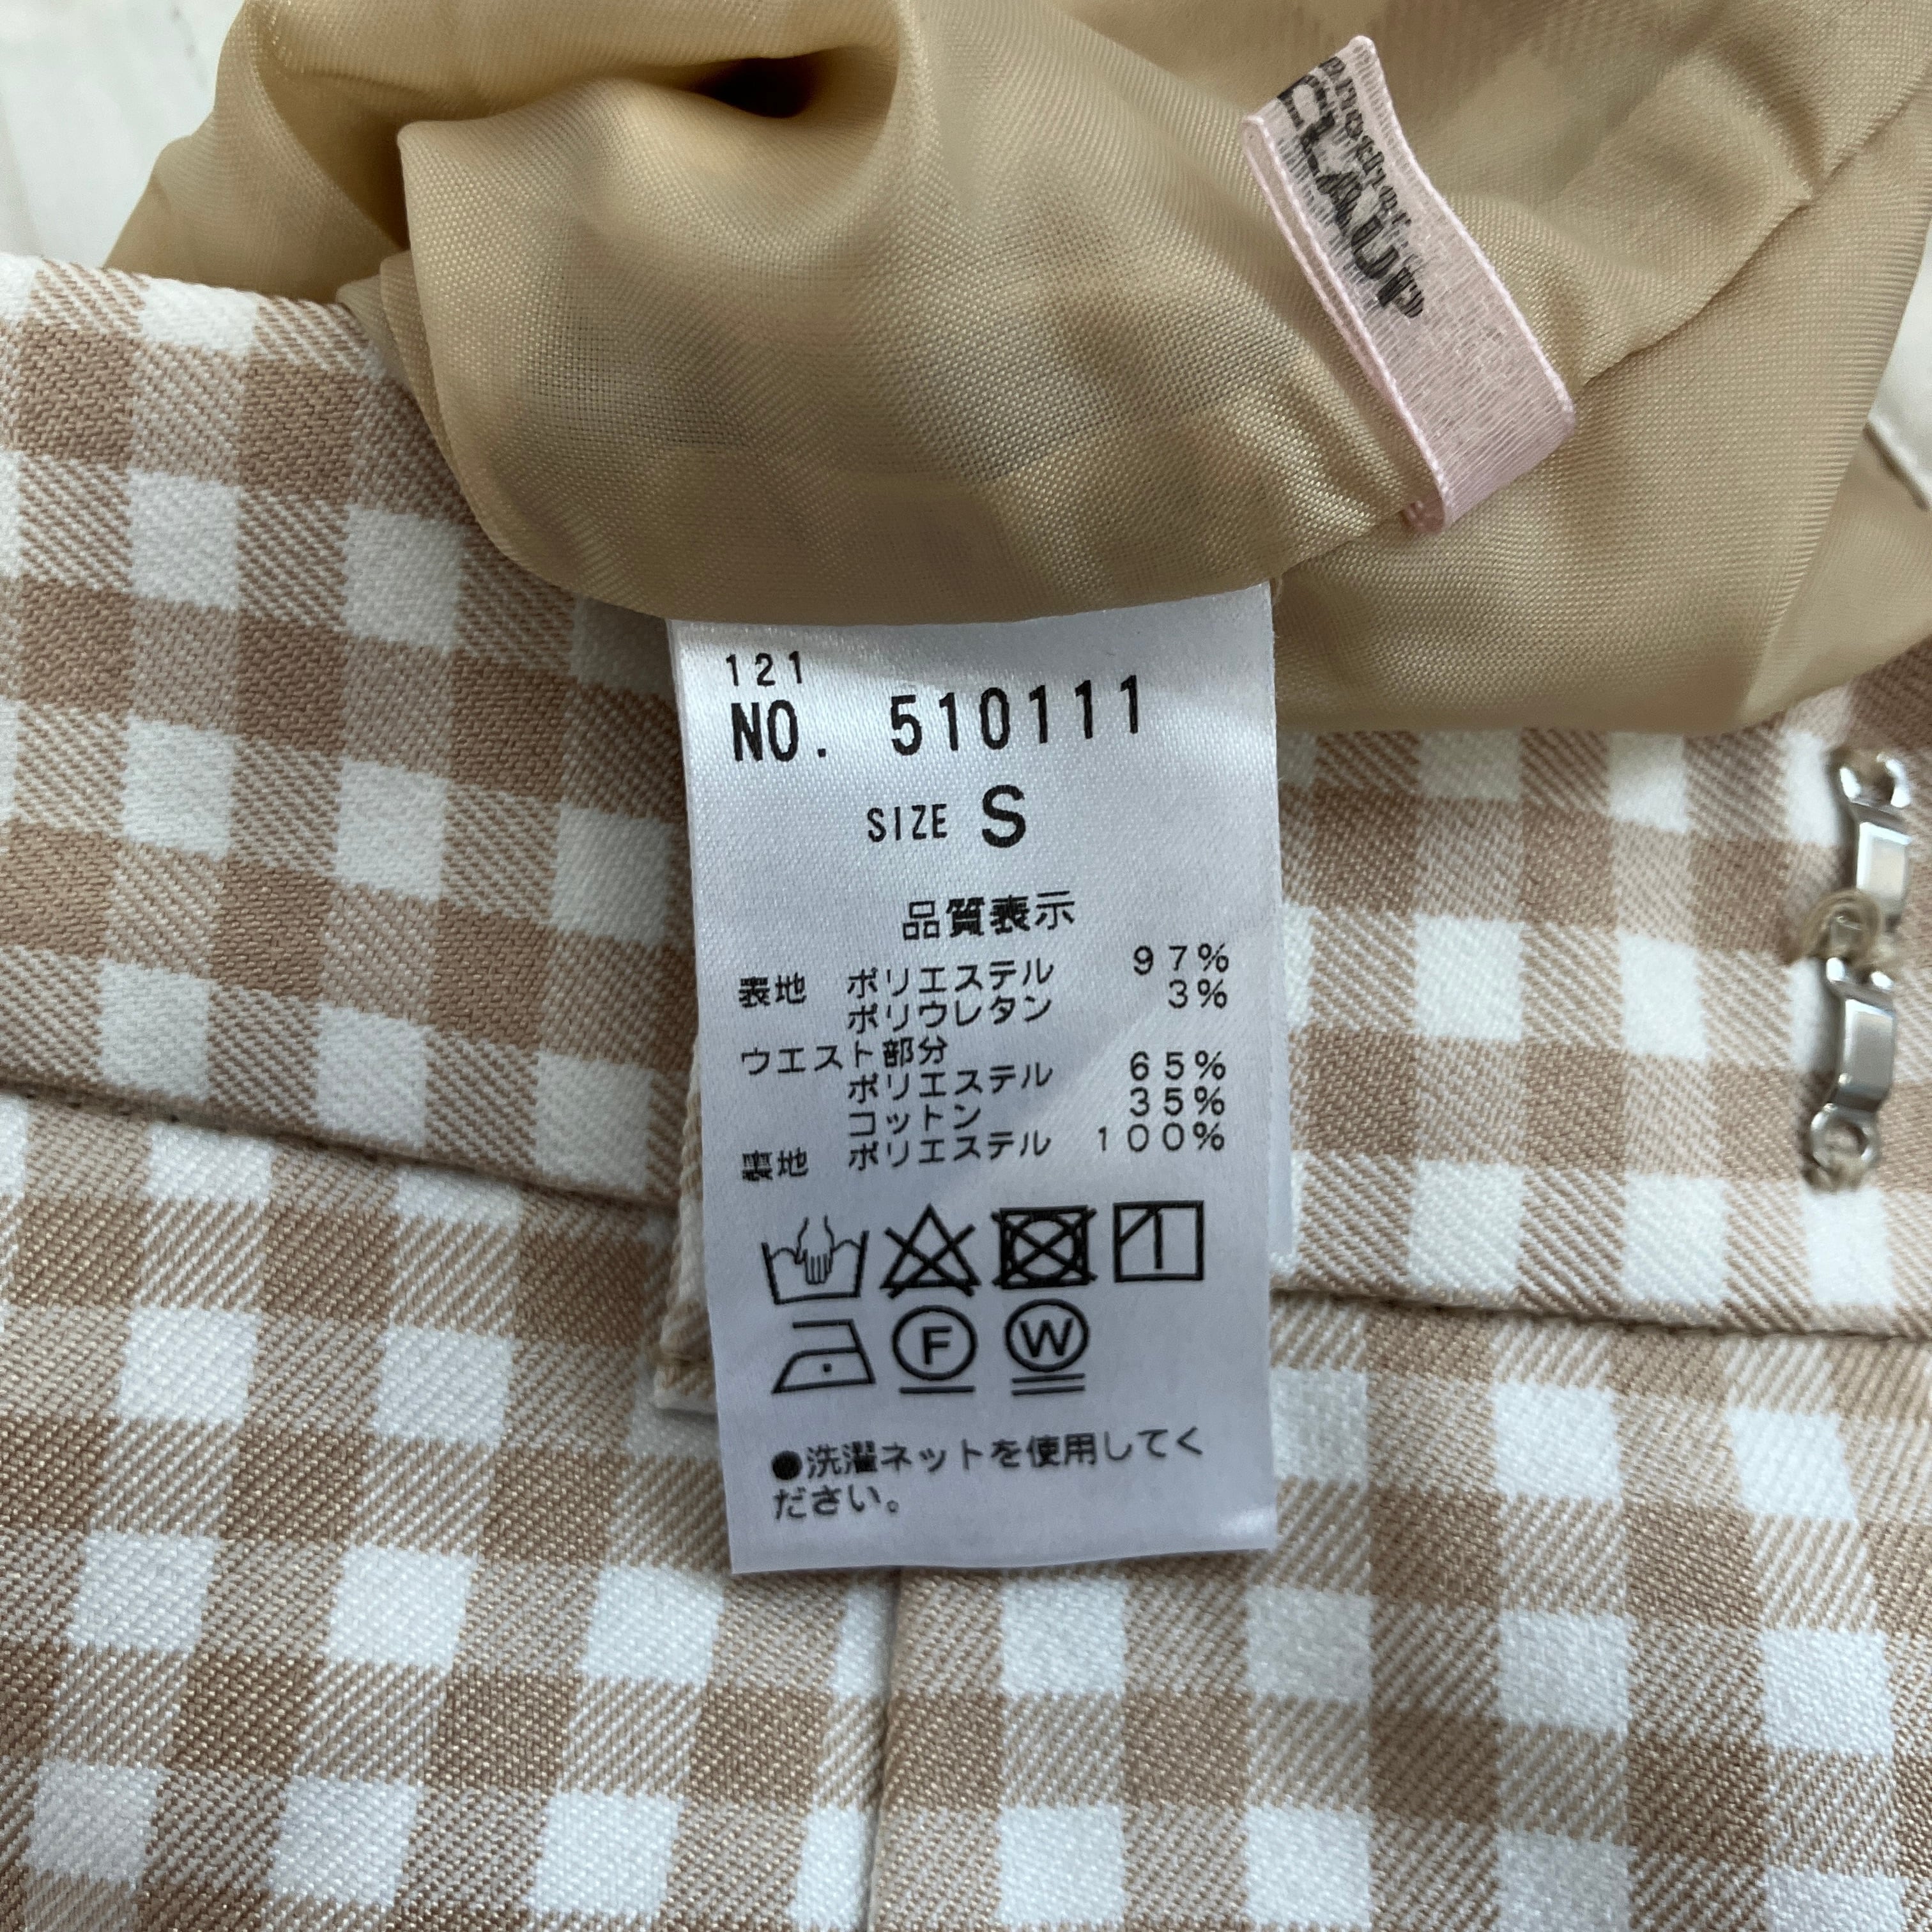 another
CLAUP
121
NO. 510111
SIZE S
品質表示
表地 ポリエステル 97%
ポリウレタン 3%
ウエスト部分
ポリエステル 65%
コットン 35%
裏地 ポリエステル 100%
F W
●洗濯ネットを使用してく
ださい。